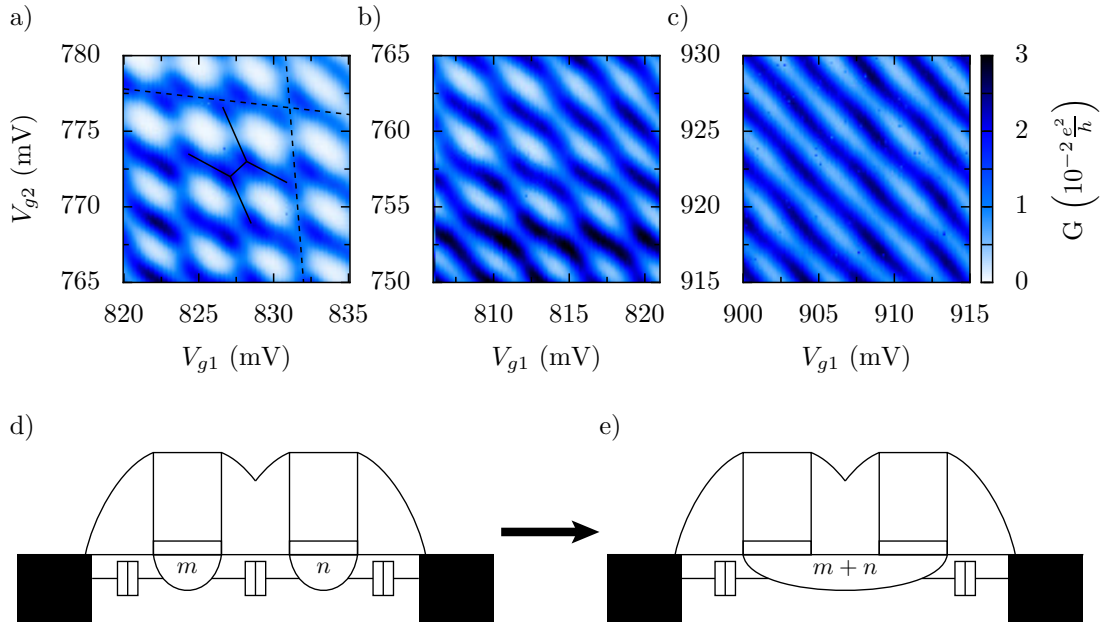 a)
b)
c)
780
775
770
765
V_{g2} (mV)
820
825
830
835
V_{g1} (mV)
765
760
755
750
810
815
820
V_{g1} (mV)
930
925
920
915
900
905
910
915
V_{g1} (mV)
3
2
1
0
G (10^{-2} \frac{e^2}{h})
d)
e)
m
n
m + n